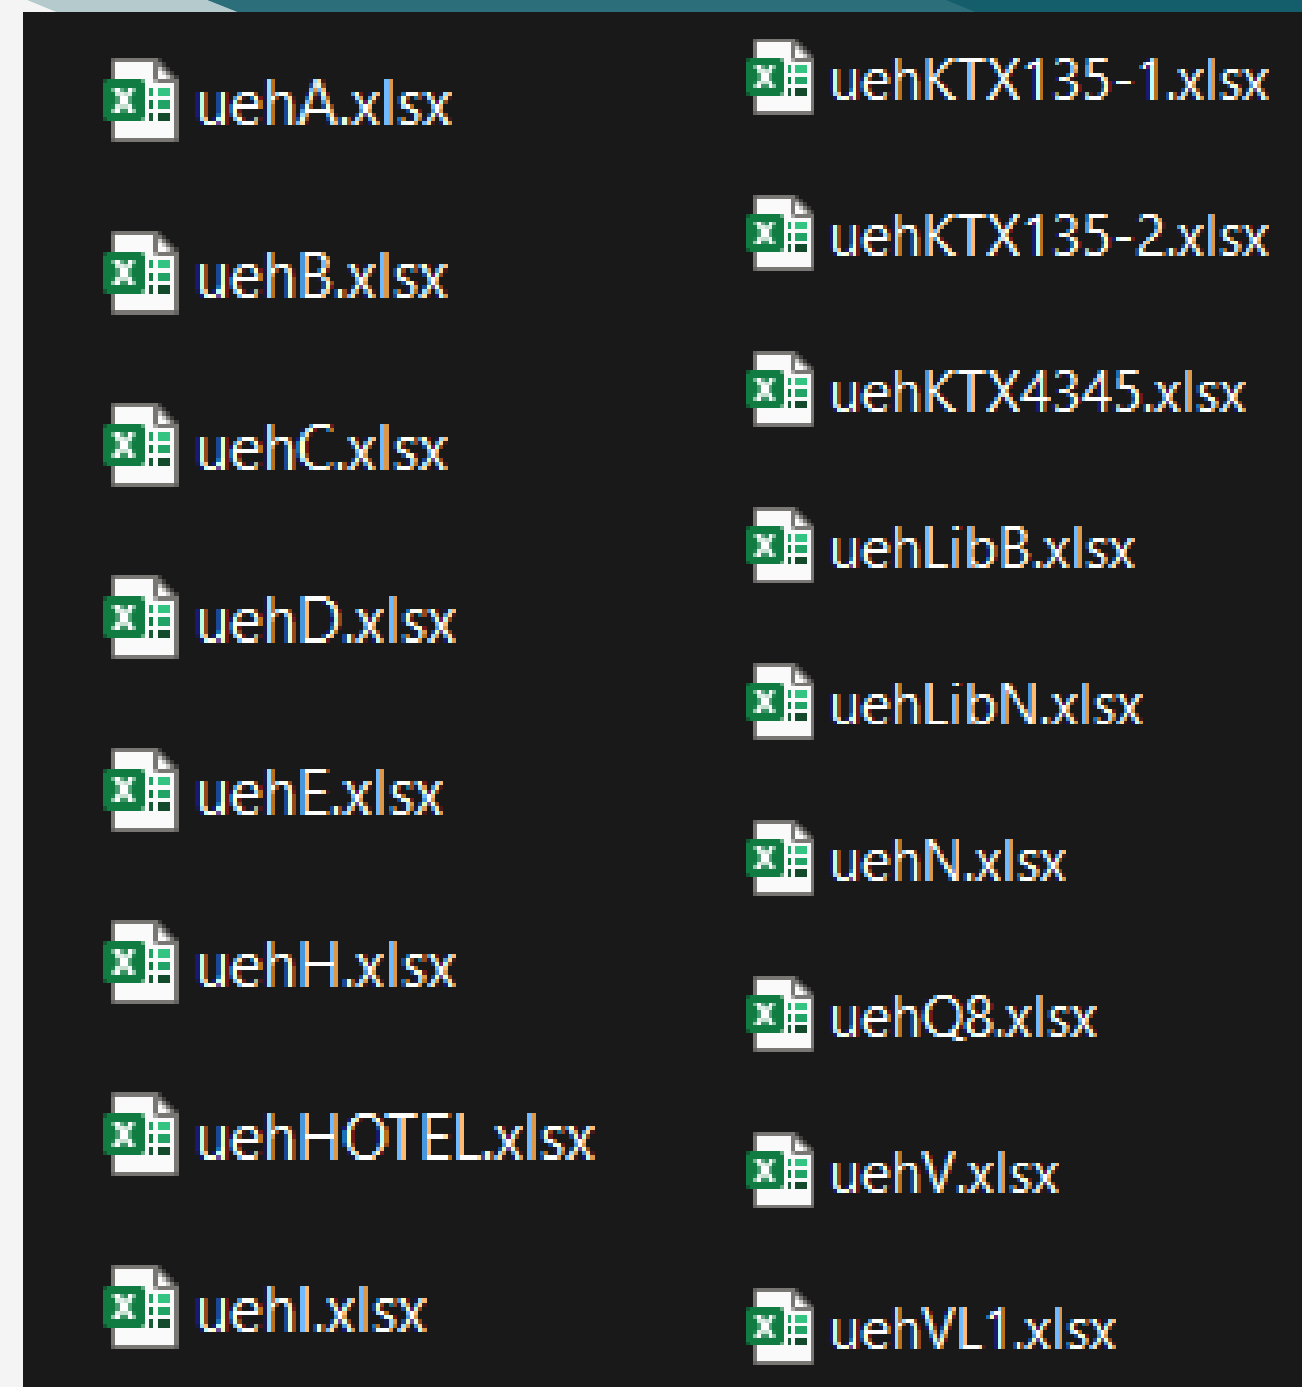 uehA.xlsx
uehB.xlsx
uehC.xlsx
uehD.xlsx
uehE.xlsx
uehH.xlsx
uehHOTEL.xlsx
uehI.xlsx
uehKTX135-1.xlsx
uehKTX135-2.xlsx
uehKTX4345.xlsx
uehLibB.xlsx
uehLibN.xlsx
uehN.xlsx
uehQ8.xlsx
uehV.xlsx
uehVL1.xlsx